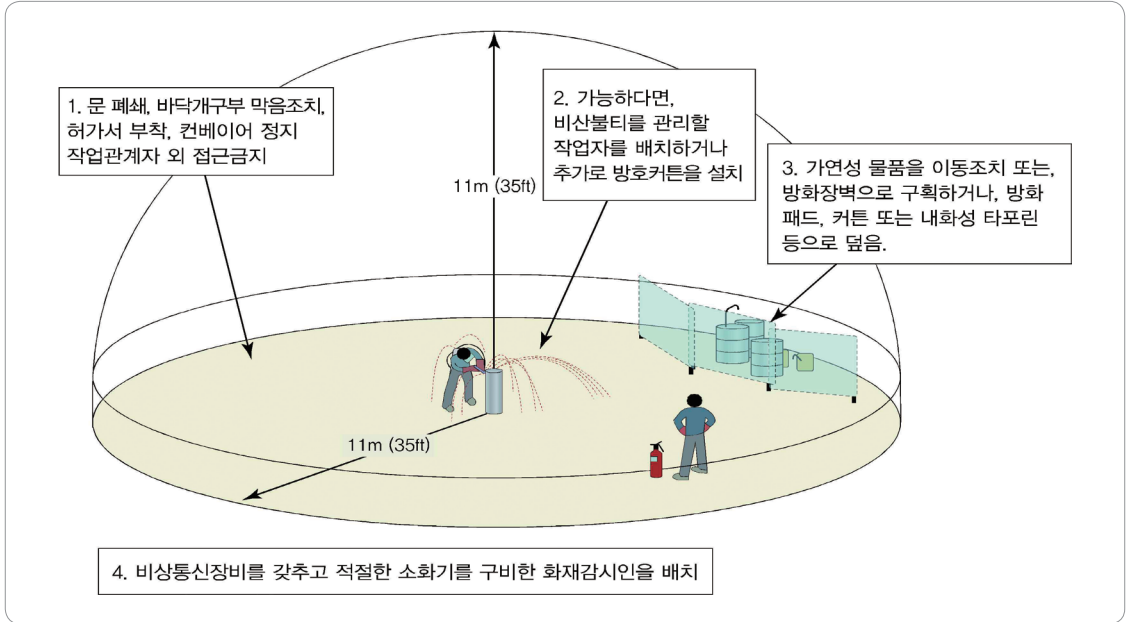 1. 문 폐쇄, 바닥개구부 막음조치,
허가서 부착, 컨베이어 정지
작업관계자 외 접근금지
2. 가능하다면,
비산불티를 관리할
작업자를 배치하거나
추가로 방호커튼을 설치
3. 가연성 물품을 이동조치 또는,
방화장벽으로 구획하거나, 방화
패드, 커튼 또는 내화성 타포린
등으로 덮음.
11m (35ft)
11m (35ft)
4. 비상통신장비를 갖추고 적절한 소화기를 구비한 화재감시인을 배치